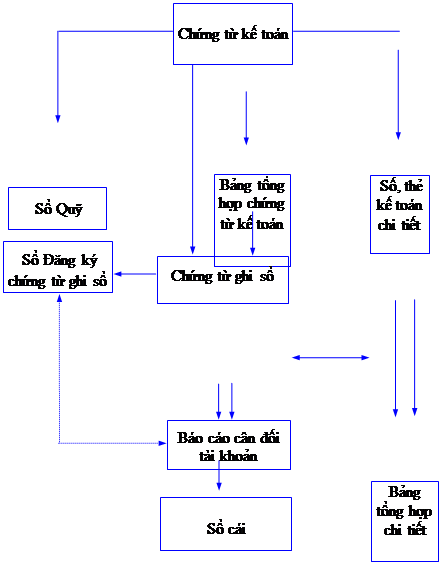 Chứng từ kế toán
Bảng tổng
hợp chứng
từ kế toán
Số, thẻ
kế toán
chi tiết
Sổ Quỹ
Sổ Đăng ký
chứng từ ghi sổ
Chứng từ ghi sổ
Báo cáo cân đối
tài khoản
Sổ cái
Bảng
tổng hợp
chi tiết